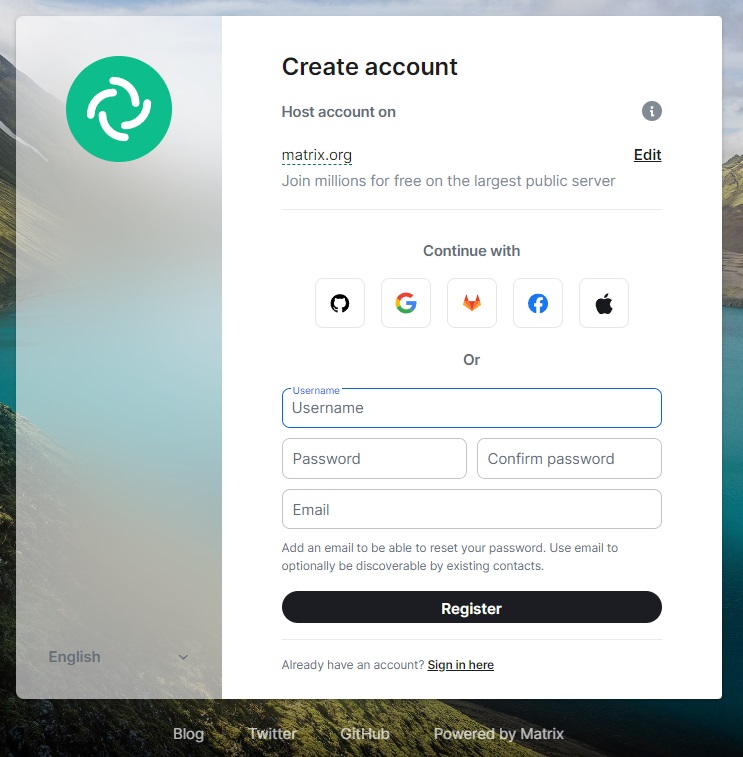 Create account
Host account on
matrix.org
Edit
Join millions for free on the largest public server
Continue with
Or
Username
Username
Password
Confirm password
Email
Add an email to be able to reset your password. Use email to
optionally be discoverable by existing contacts.
Register
English
Already have an account? Sign in here
Blog
Twitter
GitHub
Powered by Matrix